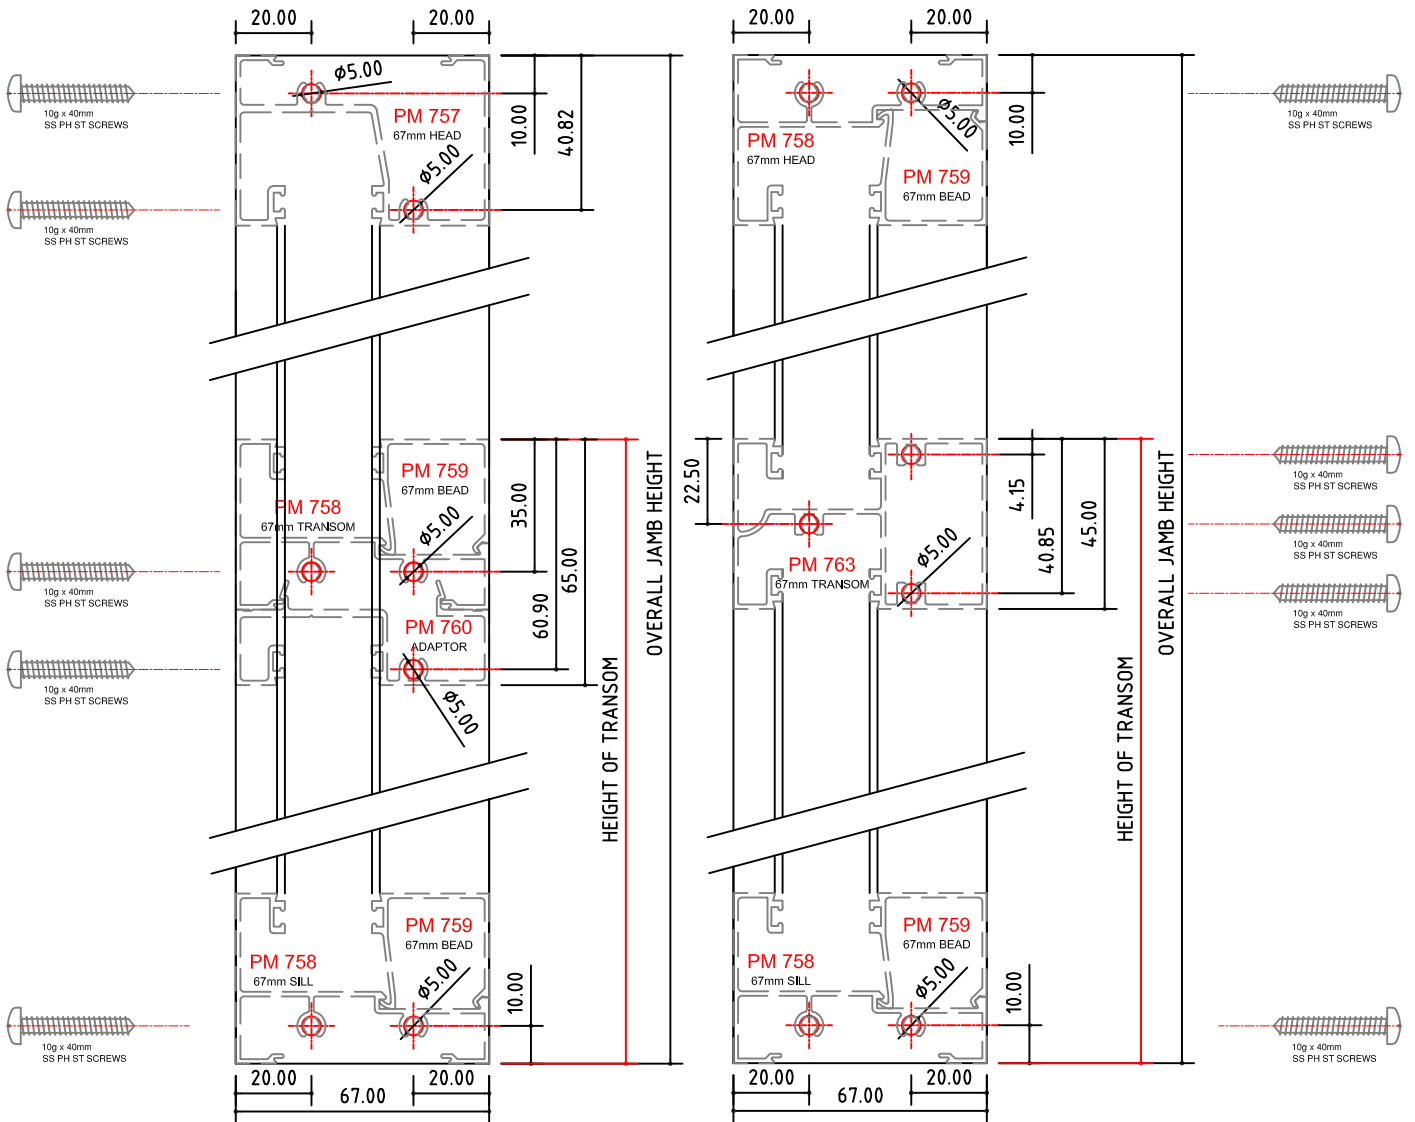 20.00
20.00
20.00
20.00
10g x 40mm
SS PH ST SCREWS
ø5.00
PM 757
67mm HEAD
10.00
40.82
ø5.00
10g x 40mm
SS PH ST SCREWS
PM 758
67mm HEAD
ø5.00
PM 759
67mm BEAD
10.00
10g x 40mm
SS PH ST SCREWS
PM 759
67mm BEAD
PM 758
67mm TRANSOM
ø5.00
35.00
65.00
60.90
10g x 40mm
SS PH ST SCREWS
PM 760
ADAPTOR
ø5.00
10g x 40mm
SS PH ST SCREWS
OVERALL JAMB HEIGHT
HEIGHT OF TRANSOM
22.50
PM 763
67mm TRANSOM
ø5.00
4.15
40.85
45.00
OVERALL JAMB HEIGHT
HEIGHT OF TRANSOM
10g x 40mm
SS PH ST SCREWS
10g x 40mm
SS PH ST SCREWS
10g x 40mm
SS PH ST SCREWS
PM 759
67mm BEAD
PM 758
67mm SILL
ø5.00
10.00
10g x 40mm
SS PH ST SCREWS
PM 759
67mm BEAD
PM 758
67mm SILL
ø5.00
10.00
10g x 40mm
SS PH ST SCREWS
20.00
20.00
67.00
20.00
20.00
67.00